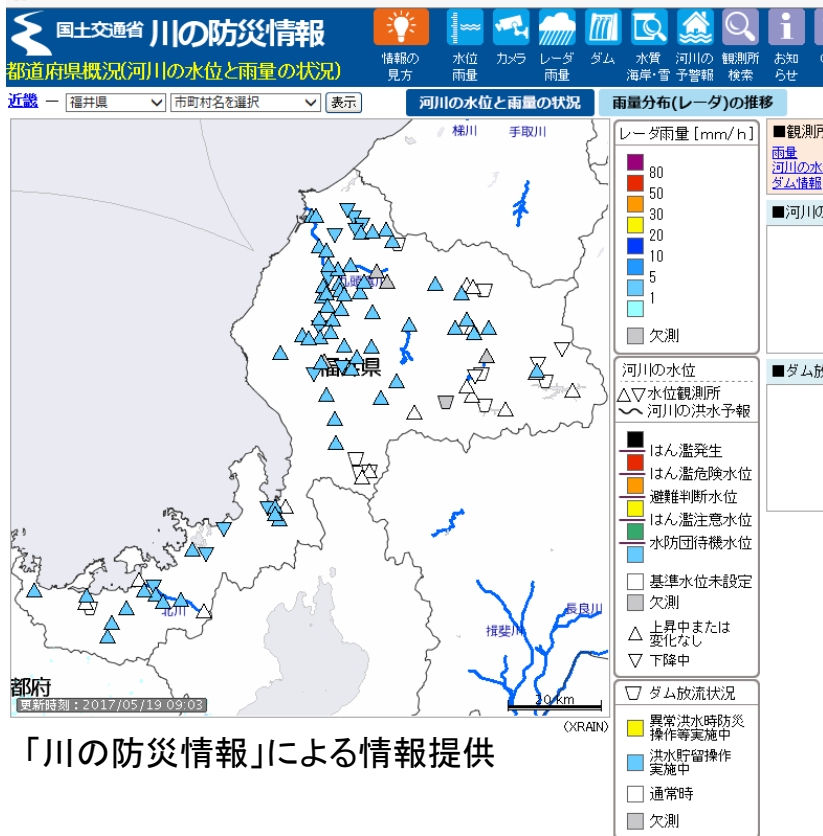 国土交通省 川の防災情報
都道府県概況(河川の水位と雨量の状況)
情報の見方
水位雨量
カメラ
レーダ雨量
ダム
水質海岸・雪
河川の予警報
観測所検索
お知らせ
近畿 － 福井県 市町村名を選択 表示
河川の水位と雨量の状況
雨量分布(レーダ)の推移
梯川 手取川
福井県
北川
揖斐川
長良川
都府
更新時刻：2017/05/19 09:03
20 km
(XRAIN)
レーダ雨量 [mm/h]
80
50
30
20
10
5
1
欠測
河川の水位
△▽水位観測所
河川の洪水予報
はん濫発生
はん濫危険水位
避難判断水位
はん濫注意水位
水防団待機水位
基準水位未設定
欠測
△ 上昇中または
変化なし
▽ 下降中
ダム放流状況
異常洪水時防災
操作等実施中
洪水貯留操作
実施中
通常時
欠測
■観測所
雨量
河川の水
ダム情報
■河川の
■ダム放
「川の防災情報」による情報提供